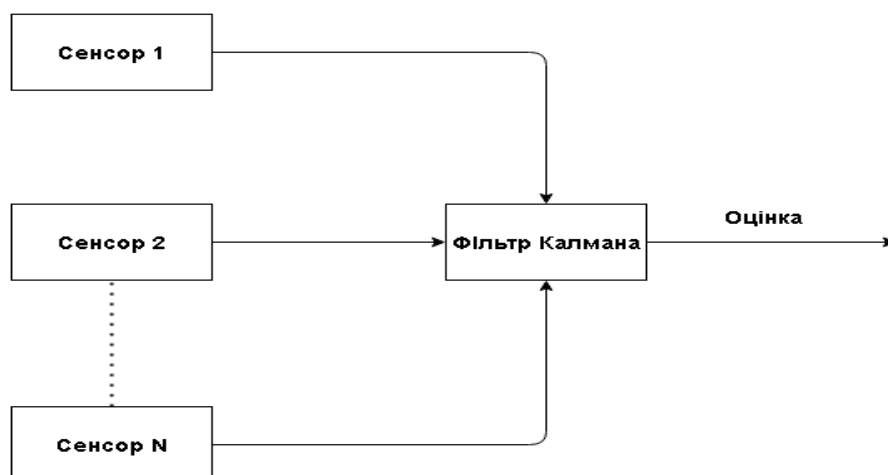 Сенсор 1
Сенсор 2
Фільтр Калмана
Оцінка
Сенсор N